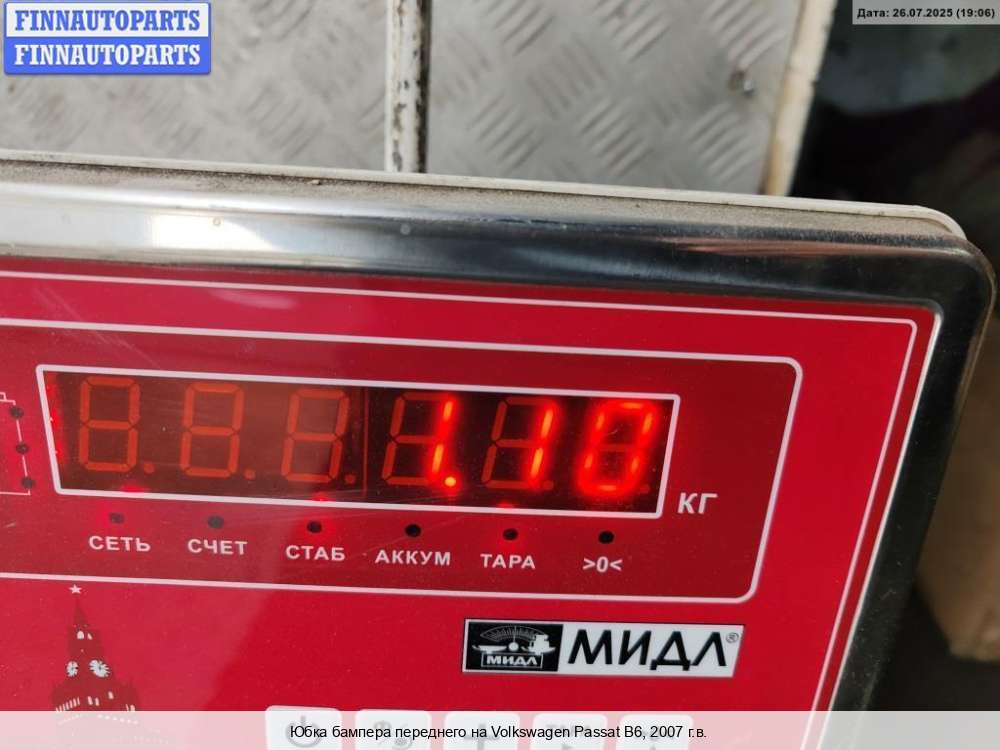 FINNAUTOPARTS
FINNAUTOPARTS
Дата: 26.07.2025 (19:06)
1.10
КГ
СЕТЬ СЧЕТ СТАБ АККУМ ТАРА >0<
МИДЛ МИДЛ®
Юбка бампера переднего на Volkswagen Passat B6, 2007 г.в.